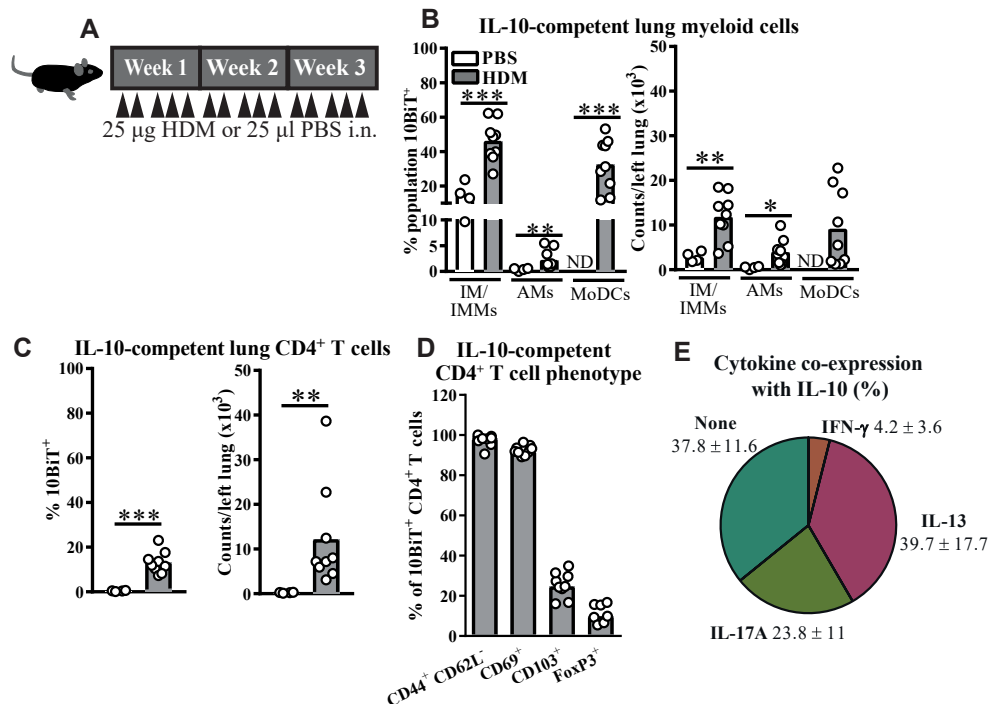 A
Week 1 Week 2 Week 3
25 µg HDM or 25 µl PBS i.n.
B
IL-10-competent lung myeloid cells
% population 10BiT⁺
100
80
60
40
20
10
5
0
PBS
HDM
***
**
ND
***
IM/
IMMs
AMs
MoDCs
Counts/left lung (x10³)
50
40
30
20
10
0
**
*
ND
IM/
IMMs
AMs
MoDCs
C
IL-10-competent lung CD4⁺ T cells
% 10BiT⁺
100
80
60
40
20
0
***
Counts/left lung (x10³)
50
40
30
20
10
0
**
D
IL-10-competent
CD4⁺ T cell phenotype
% of 10BiT⁺ CD4⁺ T cells
120
100
80
60
40
20
0
CD44⁺ CD62L⁻
CD69⁺
CD103⁺
FoxP3⁺
E
Cytokine co-expression
with IL-10 (%)
None
37.8 ± 11.6
IFN-γ 4.2 ± 3.6
IL-13
39.7 ± 17.7
IL-17A 23.8 ± 11